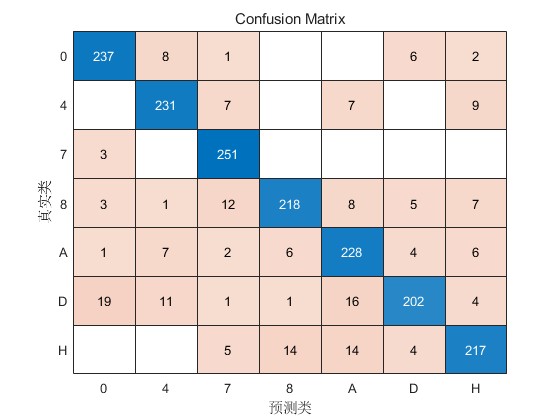 Confusion Matrix
真实类
0 237 8 1 6 2
4 231 7 7 9
7 3 251
8 3 1 12 218 8 5 7
A 1 7 2 6 228 4 6
D 19 11 1 1 16 202 4
H 5 14 14 4 217
0 4 7 8 A D H
预测类